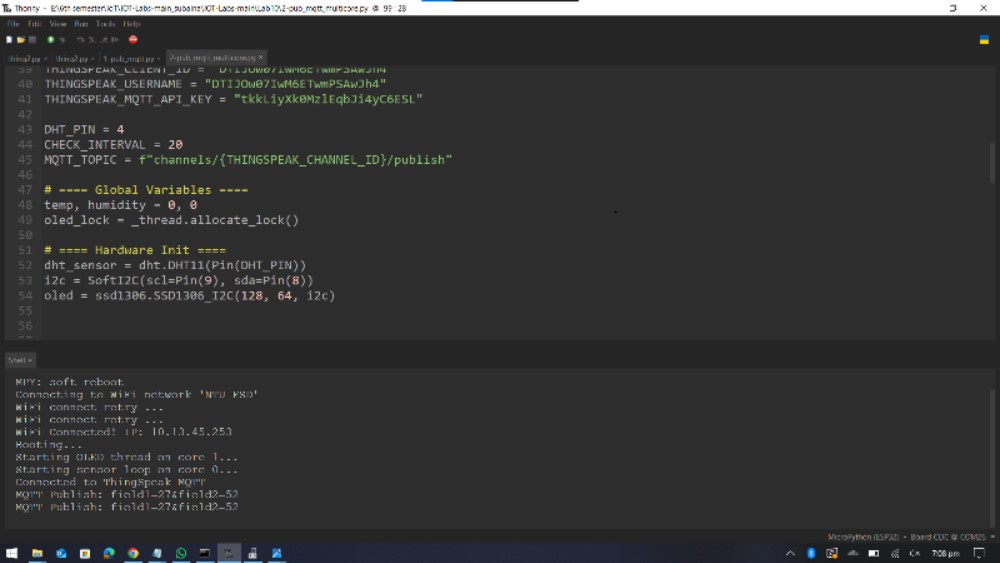 Thonny - E:\6th semester\IoT\IOT-Labs-main_subaina\IOT-Labs-main\Lab10\2-pub_mqtt_multicore.py @ 99 : 28
File Edit View Run Tools Help
thing2.py × thing3.py × 1-pub_mqtt.py × 2-pub_mqtt_multicore.py ×
39 THINGSPEAK_CLIENT_ID = "DTIJOw07IwM6ETwmPSAwJh4"
40 THINGSPEAK_USERNAME = "DTIJOw07IwM6ETwmPSAwJh4"
41 THINGSPEAK_MQTT_API_KEY = "tkkLiyXk0MzlEqbJi4yC6ESL"
42
43 DHT_PIN = 4
44 CHECK_INTERVAL = 20
45 MQTT_TOPIC = f"channels/{THINGSPEAK_CHANNEL_ID}/publish"
46
47 # ---- Global Variables ----
48 temp, humidity = 0, 0
49 oled_lock = _thread.allocate_lock()
50
51 # ==== Hardware Init ====
52 dht_sensor = dht.DHT11(Pin(DHT_PIN))
53 i2c = SoftI2C(scl=Pin(9), sda=Pin(8))
54 oled = ssd1306.SSD1306_I2C(128, 64, i2c)
55
56
Shell ×
MPY: soft reboot
Connecting to WiFi network 'NTU FSD'
WiFi connect retry ...
WiFi connect retry ...
WiFi Connected! IP: 10.13.45.253
Booting...
Starting OLED thread on core 1...
Starting sensor loop on core 0...
Connected to ThingSpeak MQTT
MQTT Publish: field1=27&field2=52
MQTT Publish: field1=27&field2=52
MicroPython (ESP32) • Board CDC @ COM26
7:08 pm